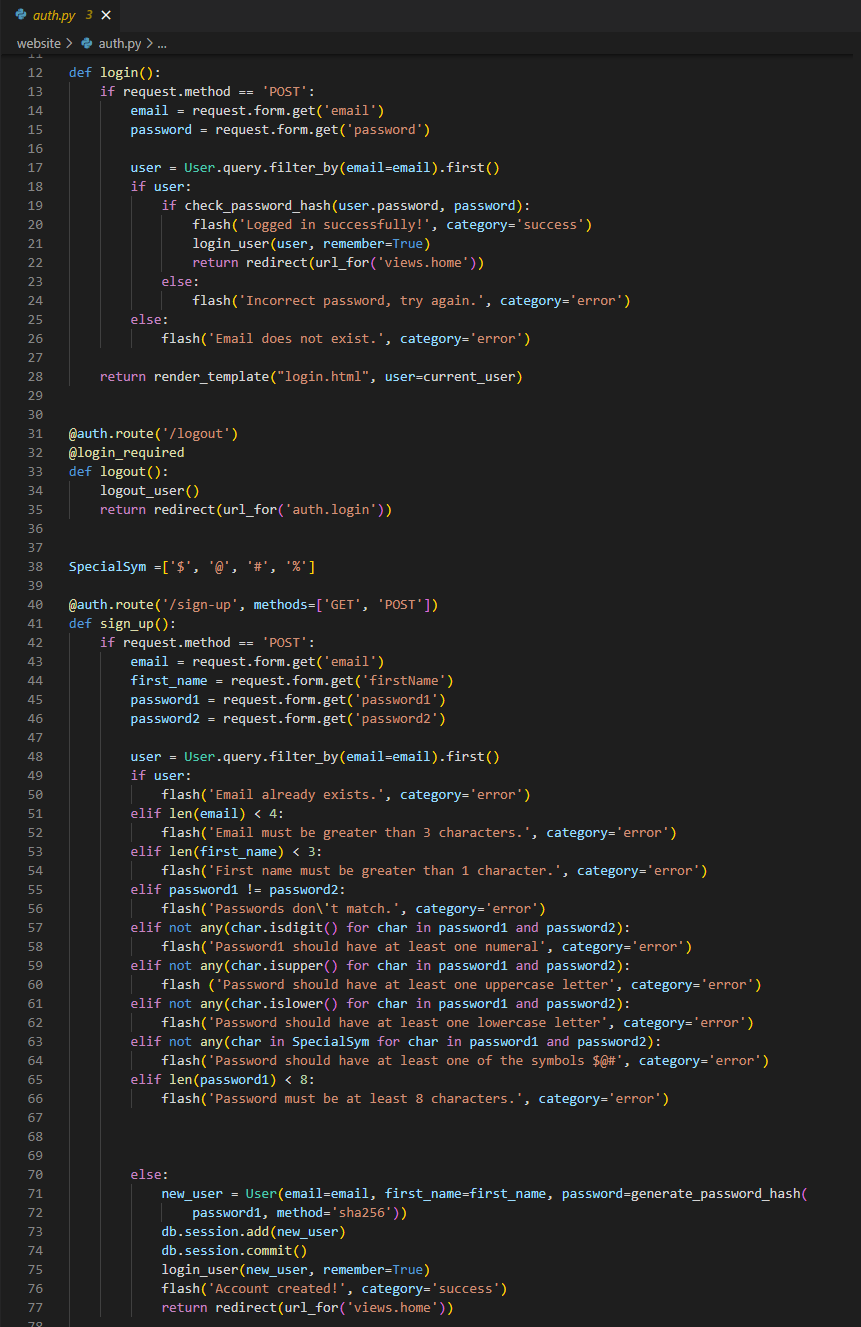 auth.py 3 ×
website > auth.py > ...
11
12 def login():
13     if request.method == 'POST':
14         email = request.form.get('email')
15         password = request.form.get('password')
16
17         user = User.query.filter_by(email=email).first()
18         if user:
19             if check_password_hash(user.password, password):
20                 flash('Logged in successfully!', category='success')
21                 login_user(user, remember=True)
22                 return redirect(url_for('views.home'))
23             else:
24                 flash('Incorrect password, try again.', category='error')
25         else:
26             flash('Email does not exist.', category='error')
27
28     return render_template("login.html", user=current_user)
29
30
31 @auth.route('/logout')
32 @login_required
33 def logout():
34     logout_user()
35     return redirect(url_for('auth.login'))
36
37
38 SpecialSym =['$', '@', '#', '%']
39
40 @auth.route('/sign-up', methods=['GET', 'POST'])
41 def sign_up():
42     if request.method == 'POST':
43         email = request.form.get('email')
44         first_name = request.form.get('firstName')
45         password1 = request.form.get('password1')
46         password2 = request.form.get('password2')
47
48         user = User.query.filter_by(email=email).first()
49         if user:
50             flash('Email already exists.', category='error')
51         elif len(email) < 4:
52             flash('Email must be greater than 3 characters.', category='error')
53         elif len(first_name) < 3:
54             flash('First name must be greater than 1 character.', category='error')
55         elif password1 != password2:
56             flash('Passwords don\'t match.', category='error')
57         elif not any(char.isdigit() for char in password1 and password2):
58             flash('Password1 should have at least one numeral', category='error')
59         elif not any(char.isupper() for char in password1 and password2):
60             flash ('Password should have at least one uppercase letter', category='error')
61         elif not any(char.islower() for char in password1 and password2):
62             flash('Password should have at least one lowercase letter', category='error')
63         elif not any(char in SpecialSym for char in password1 and password2):
64             flash('Password should have at least one of the symbols $@#', category='error')
65         elif len(password1) < 8:
66             flash('Password must be at least 8 characters.', category='error')
67
68
69
70         else:
71             new_user = User(email=email, first_name=first_name, password=generate_password_hash(
72                 password1, method='sha256'))
73             db.session.add(new_user)
74             db.session.commit()
75             login_user(new_user, remember=True)
76             flash('Account created!', category='success')
77             return redirect(url_for('views.home'))
78